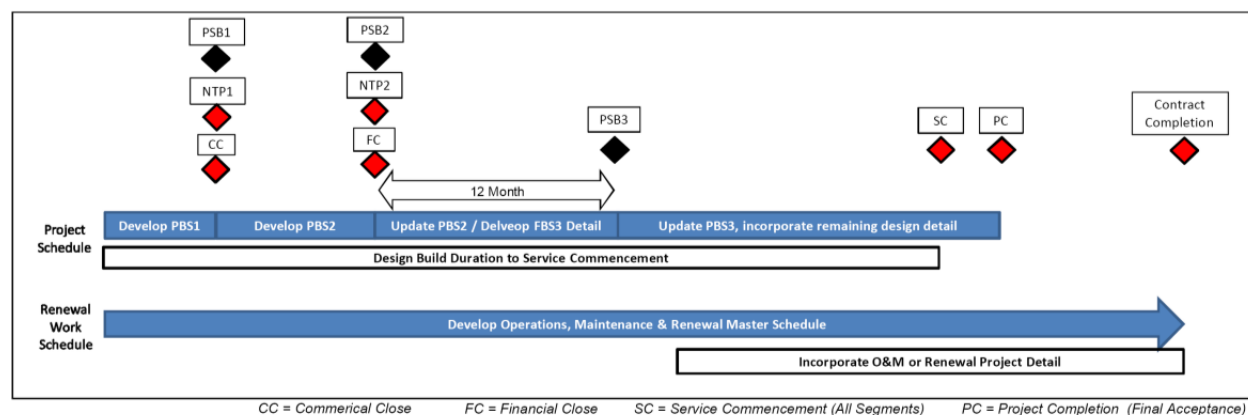 PSB1
PSB2
NTP1
NTP2
PSB3
SC
PC
Contract
Completion
CC
FC
12 Month
Project
Schedule
Develop PBS1
Develop PBS2
Update PBS2 / Delveop FBS3 Detail
Update PBS3, incorporate remaining design detail
Design Build Duration to Service Commencement
Renewal
Work
Schedule
Develop Operations, Maintenance & Renewal Master Schedule
Incorporate O&M or Renewal Project Detail
CC = Commerical Close
FC = Financial Close
SC = Service Commencement (All Segments)
PC = Project Completion (Final Acceptance)